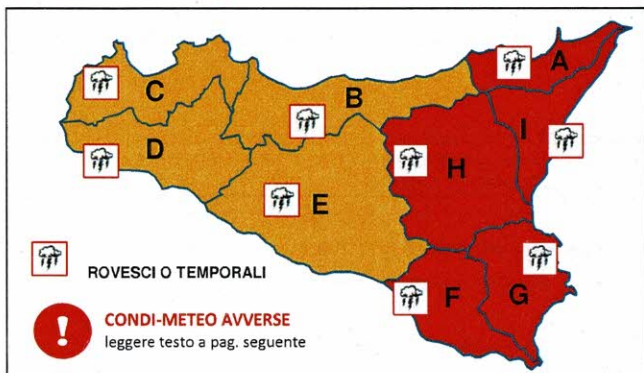 A
C
B
I
D
H
E
F
G
ROVESCI O TEMPORALI
! CONDI-METEO AVVERSE
leggere testo a pag. seguente